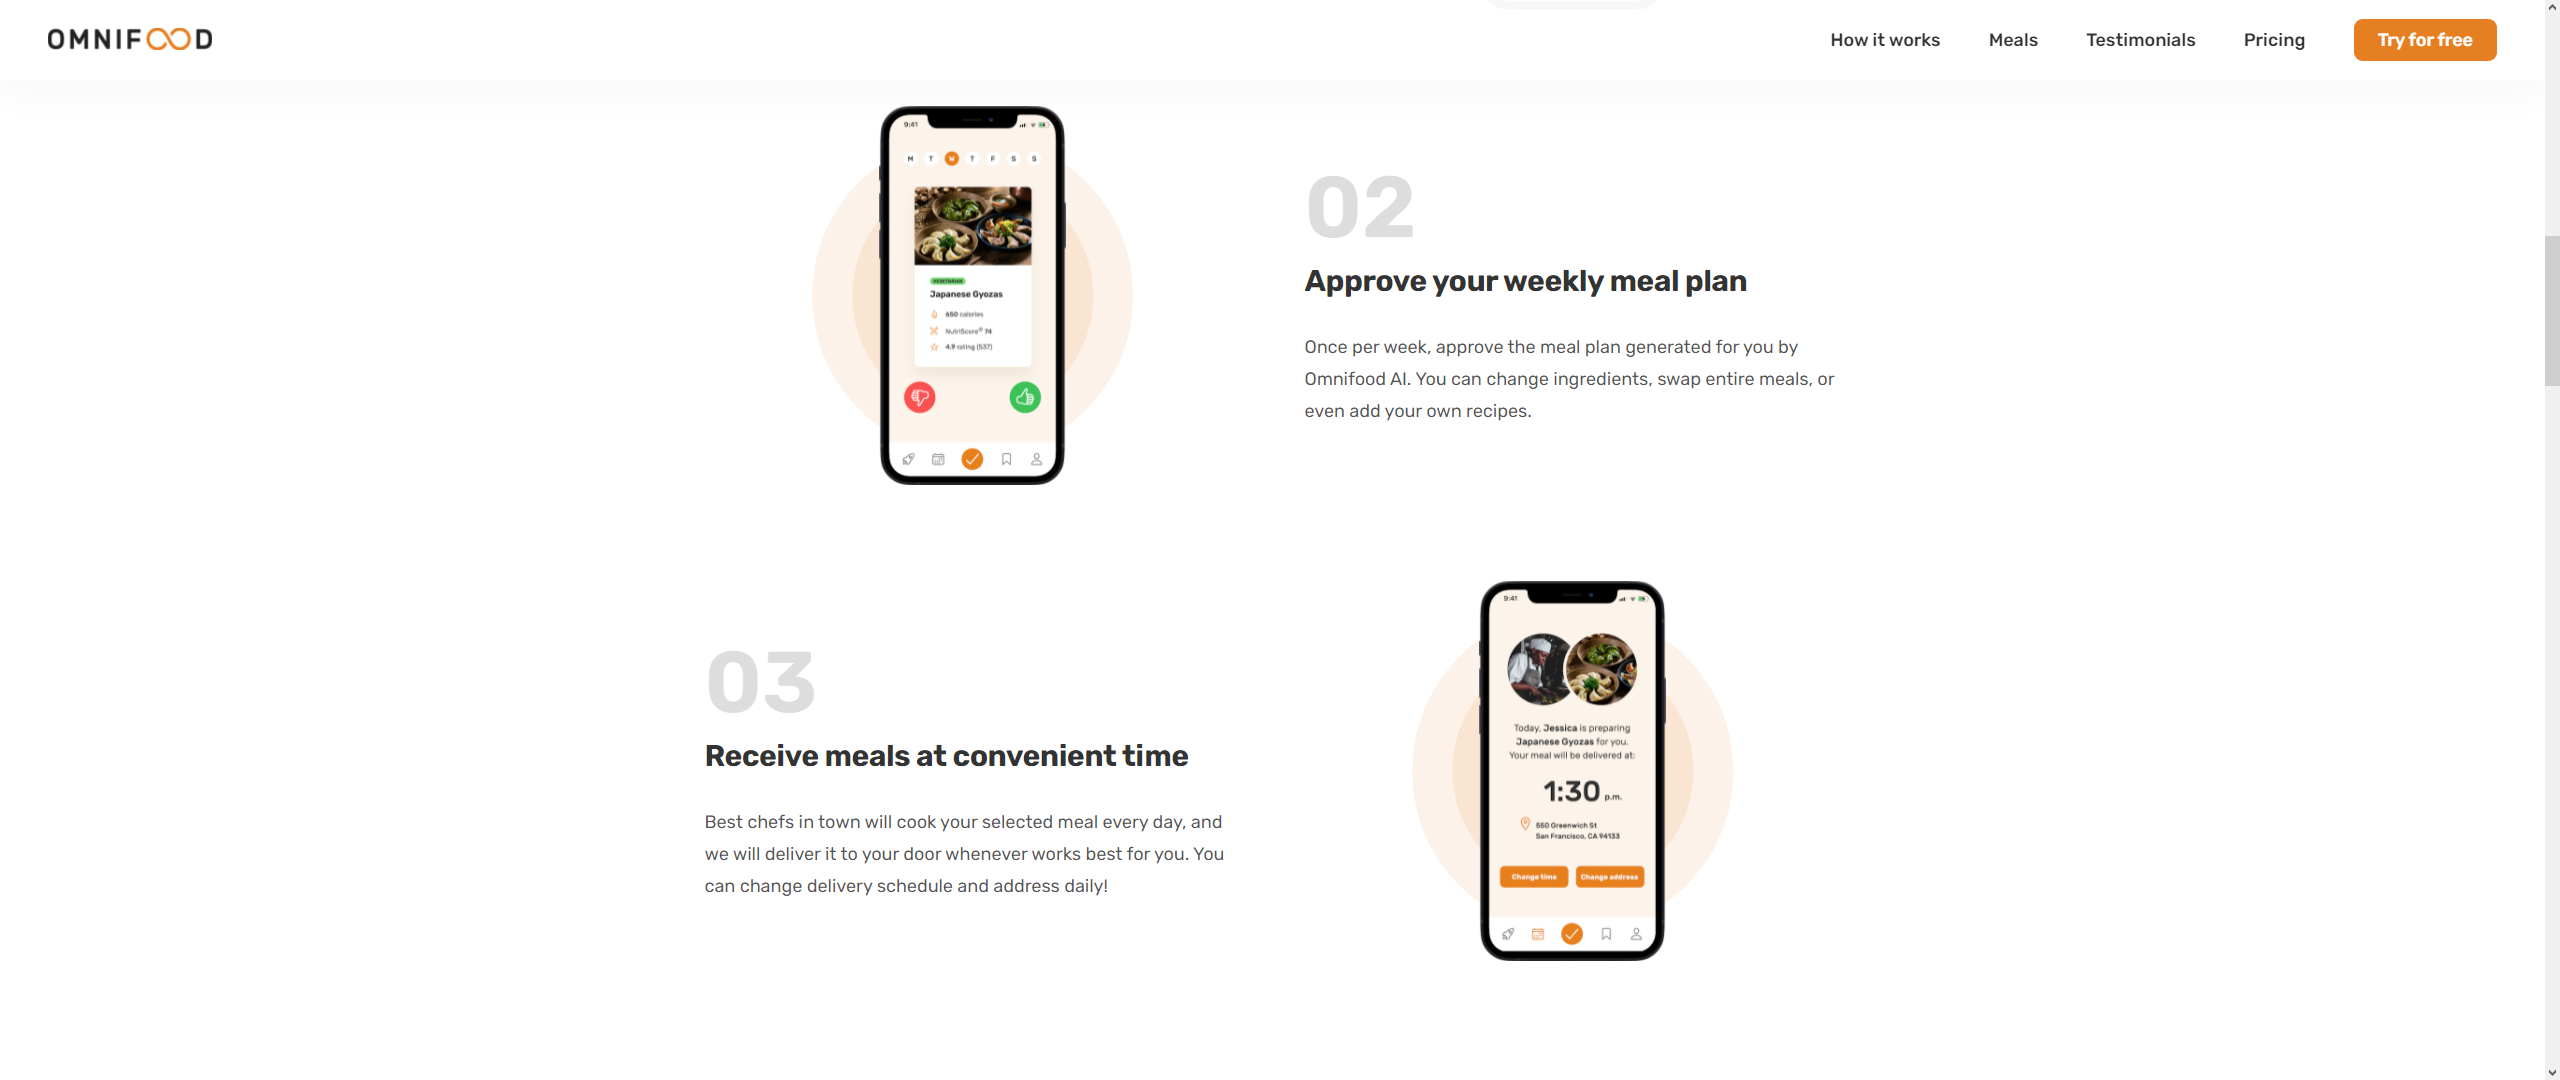 OMNIFOOD
How it works
Meals
Testimonials
Pricing
Try for free
9:41
M T W T F S S
VEGETARIAN
Japanese Gyozas
650 calories
NutriScore® 74
4.9 rating (537)
02
Approve your weekly meal plan
Once per week, approve the meal plan generated for you by
Omnifood AI. You can change ingredients, swap entire meals, or
even add your own recipes.
03
Receive meals at convenient time
Best chefs in town will cook your selected meal every day, and
we will deliver it to your door whenever works best for you. You
can change delivery schedule and address daily!
9:41
Today, Jessica is preparing
Japanese Gyozas for you.
Your meal will be delivered at:
1:30 p.m.
550 Greenwich St
San Francisco, CA 94133
Change time
Change address